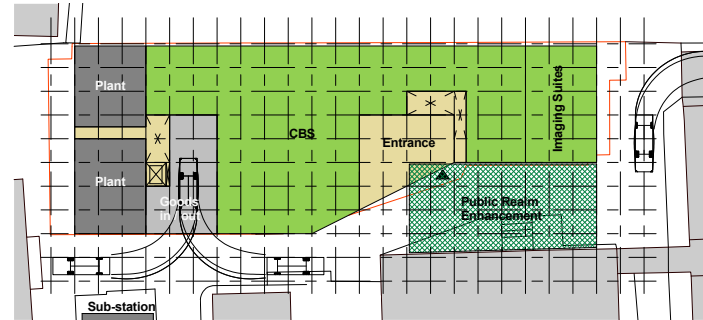 Plant
CBS
Imaging Suites
Entrance
Plant
Goods
in out
Public Realm
Enhancement
Sub-station